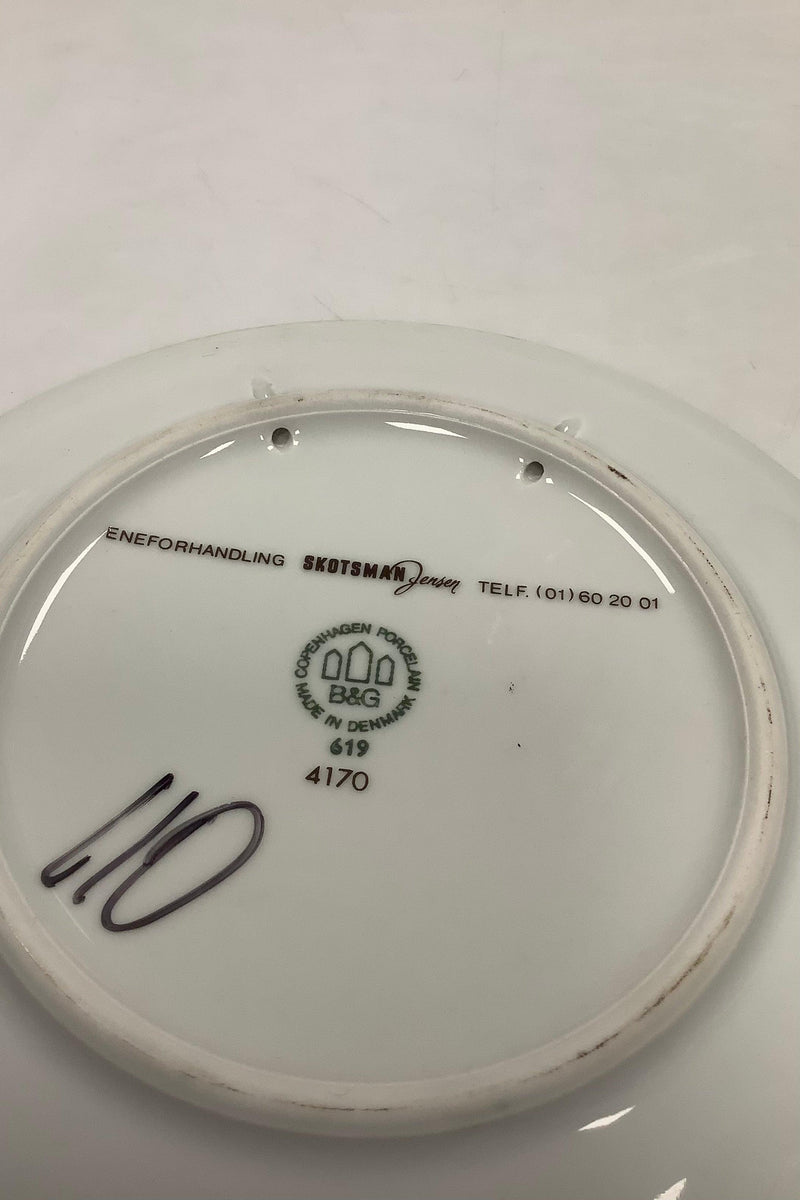 ENEFORHANDLING SKOTSMAN Jensen TELF. (01) 60 20 01
COPENHAGEN PORCELAIN
B&G
MADE IN DENMARK
619
4170
110